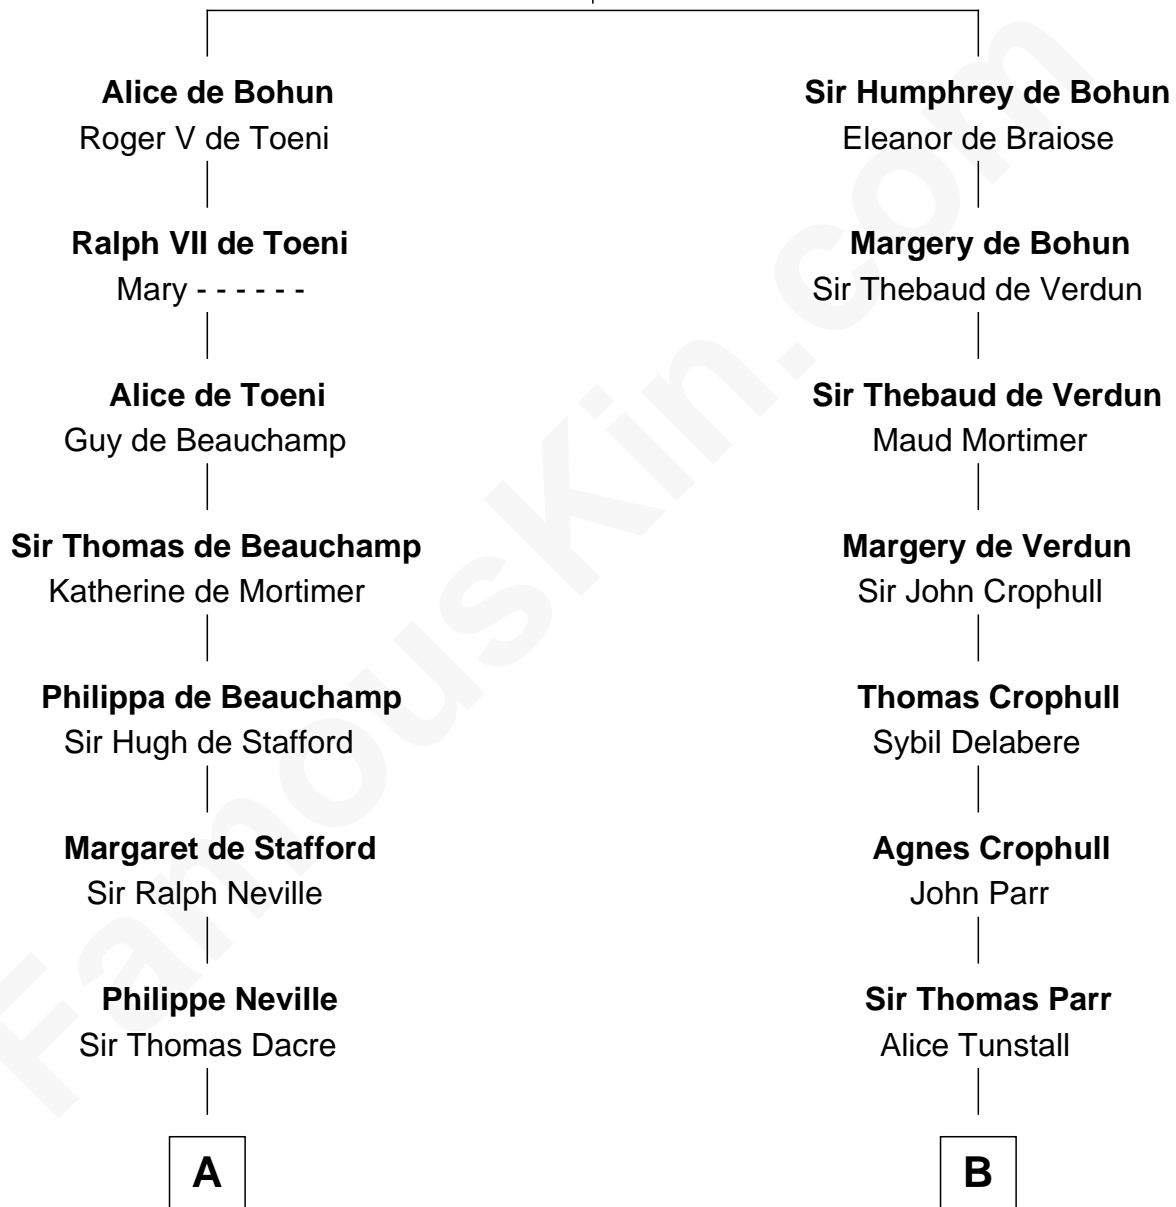 Alice de Bohun
Roger V de Toeni
Ralph VII de Toeni
Mary - - - - - -
Alice de Toeni
Guy de Beauchamp
Sir Thomas de Beauchamp
Katherine de Mortimer
Philippa de Beauchamp
Sir Hugh de Stafford
Margaret de Stafford
Sir Ralph Neville
Philippe Neville
Sir Thomas Dacre
A
Sir Humphrey de Bohun
Eleanor de Braiose
Margery de Bohun
Sir Thebaud de Verdun
Sir Thebaud de Verdun
Maud Mortimer
Margery de Verdun
Sir John Crophull
Thomas Crophull
Sybil Delabere
Agnes Crophull
John Parr
Sir Thomas Parr
Alice Tunstall
B
FamousKin.com